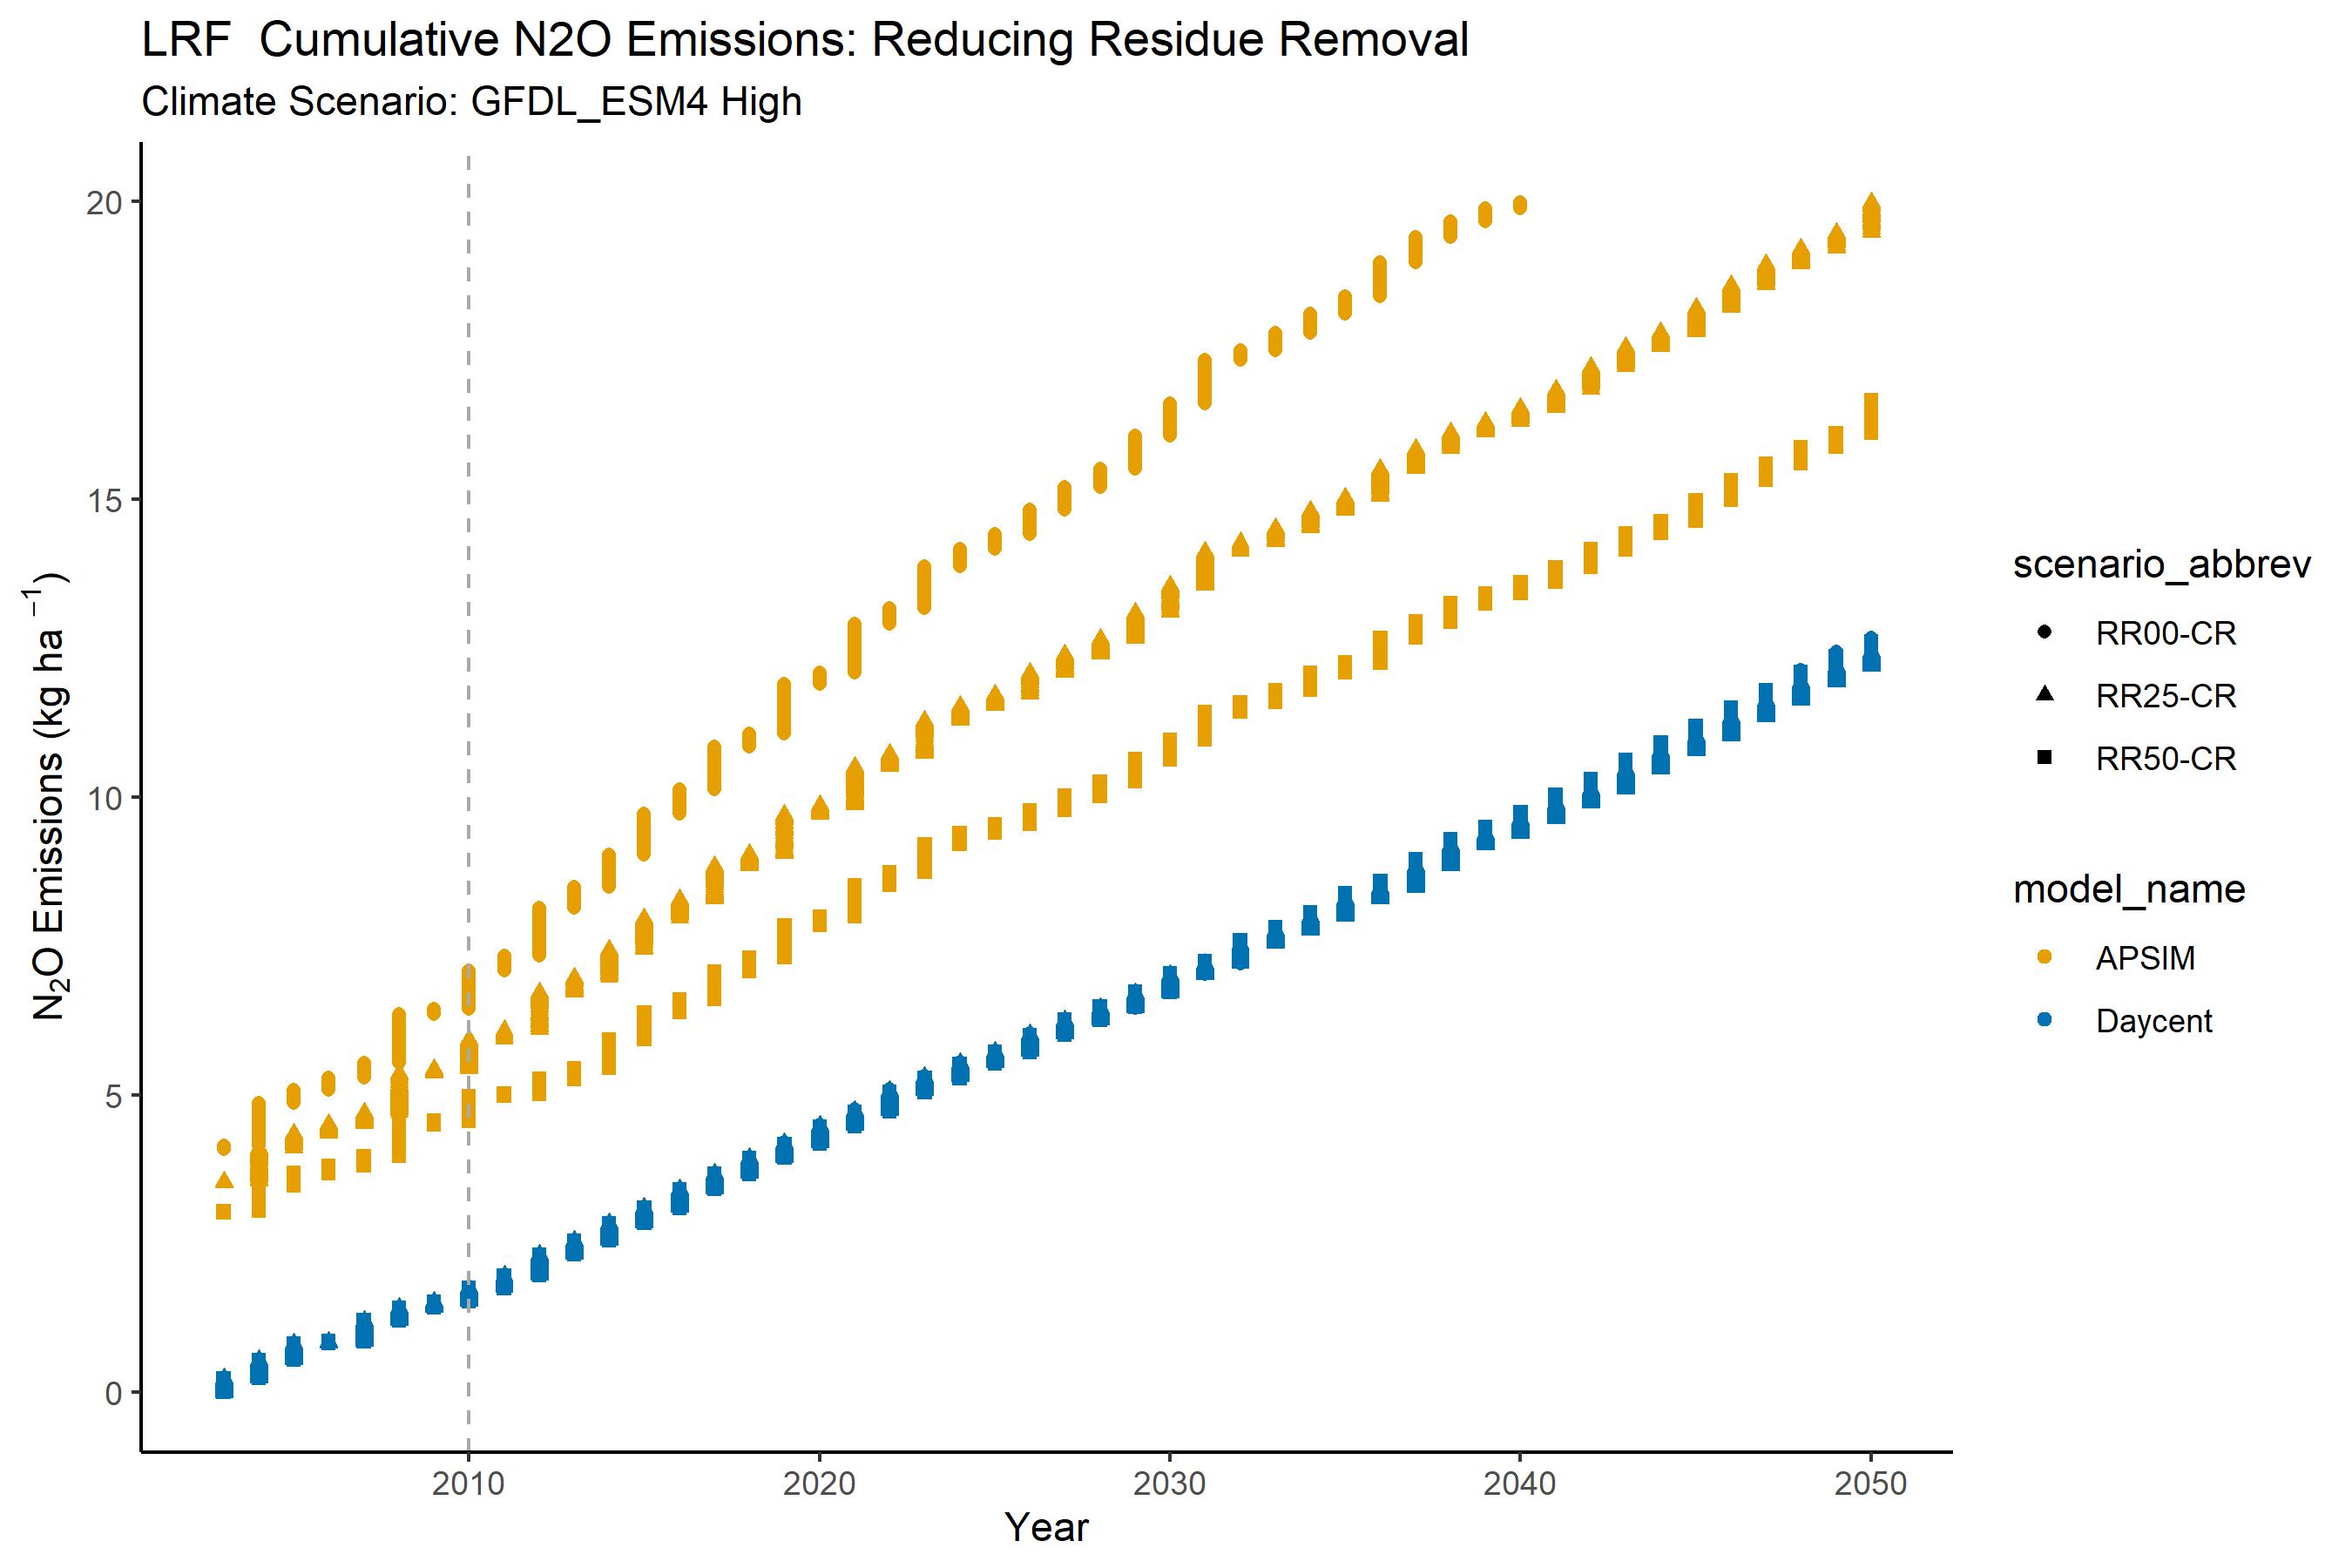 LRF  Cumulative N2O Emissions: Reducing Residue Removal
Climate Scenario: GFDL_ESM4 High
20
15
10
5
0
N₂O Emissions (kg ha ⁻¹)
2010 2020 2030 2040 2050
Year
scenario_abbrev
RR00-CR
RR25-CR
RR50-CR
model_name
APSIM
Daycent